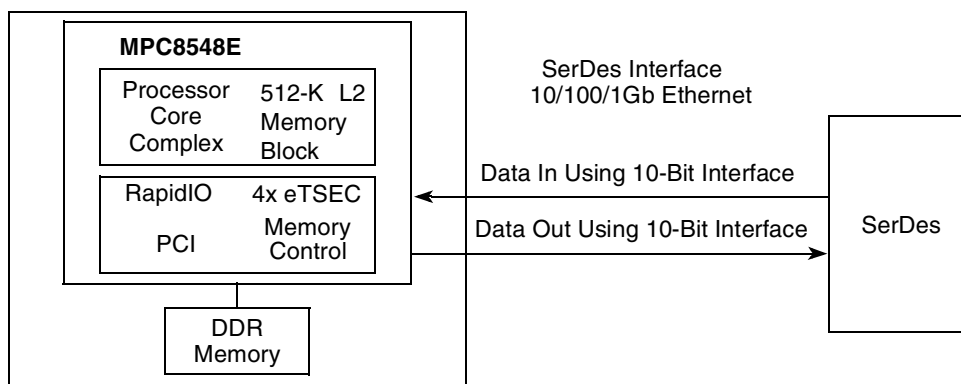 MPC8548E
Processor
Core
Complex
512-K L2
Memory
Block
RapidIO
4x eTSEC
PCI
Memory
Control
DDR
Memory
SerDes Interface
10/100/1Gb Ethernet
Data In Using 10-Bit Interface
Data Out Using 10-Bit Interface
SerDes